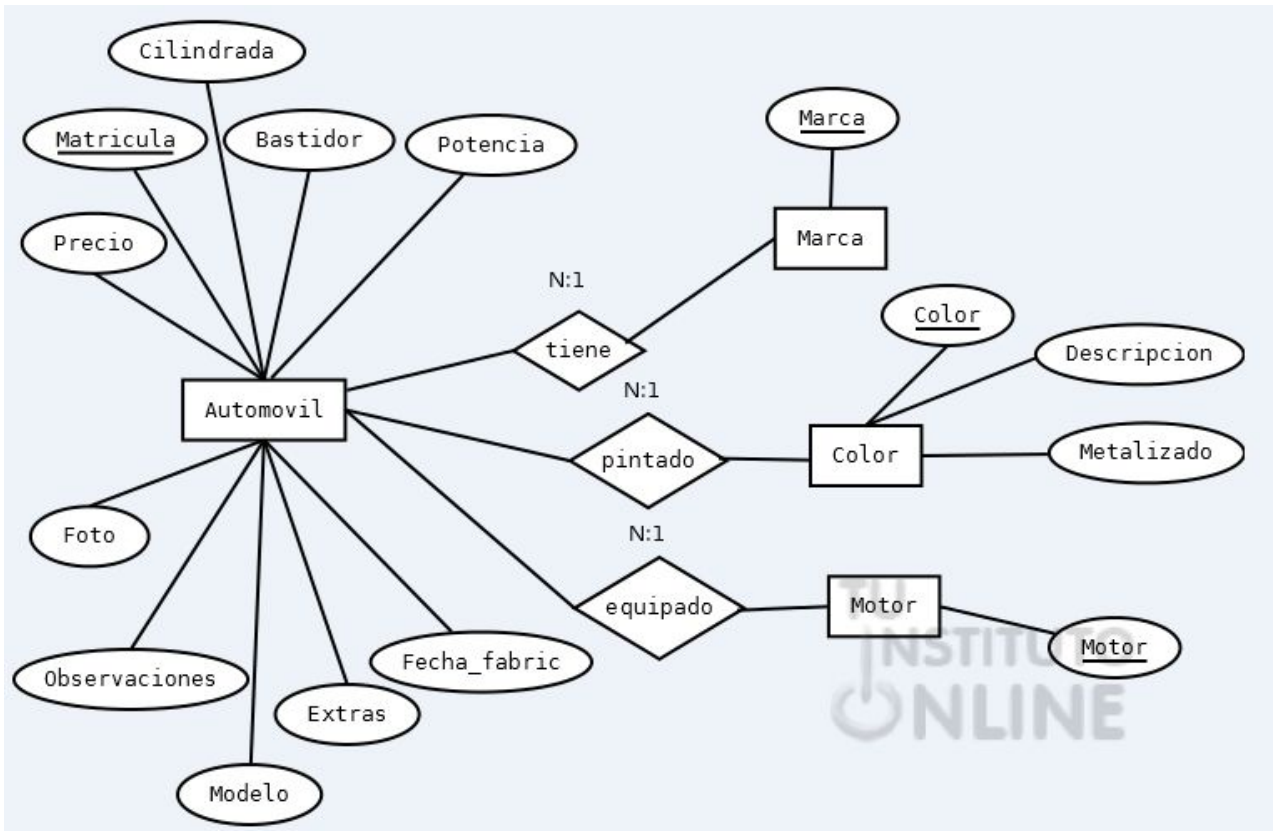 Cilindrada
Matricula
Bastidor
Potencia
Precio
Marca
Marca
N:1
tiene
Color
Descripcion
N:1
Automovil
pintado
Color
Metalizado
N:1
Foto
equipado
Motor
Motor
Observaciones
Fecha_fabric
Extras
Modelo
TU
INSTITUTO
ONLINE